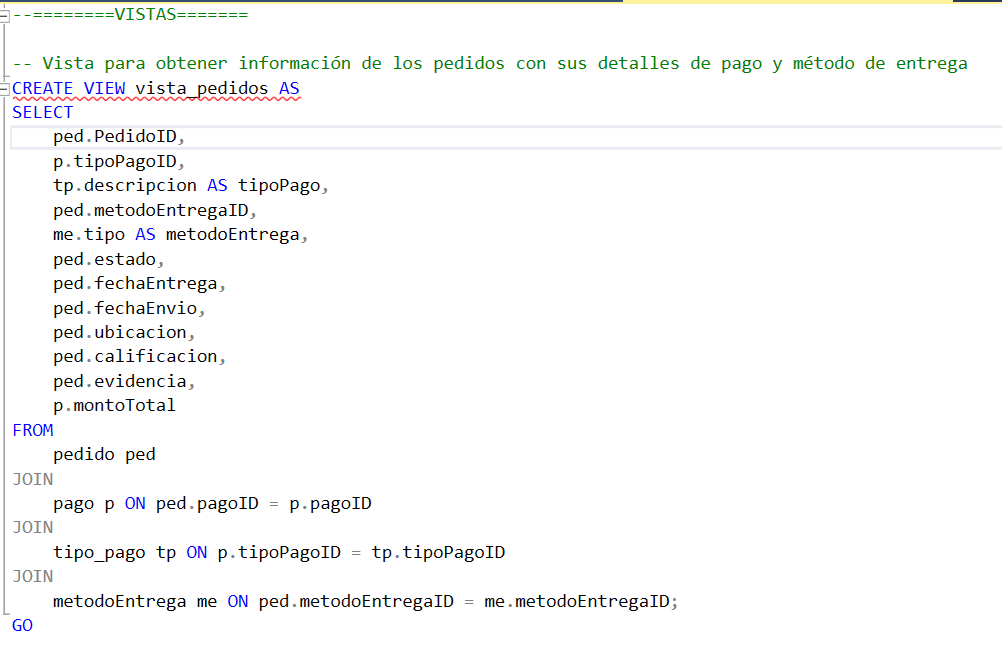 --========VISTAS=======
-- Vista para obtener información de los pedidos con sus detalles de pago y método de entrega
CREATE VIEW vista_pedidos AS
SELECT
    ped.PedidoID,
    p.tipoPagoID,
    tp.descripcion AS tipoPago,
    ped.metodoEntregaID,
    me.tipo AS metodoEntrega,
    ped.estado,
    ped.fechaEntrega,
    ped.fechaEnvio,
    ped.ubicacion,
    ped.calificacion,
    ped.evidencia,
    p.montoTotal
FROM
    pedido ped
JOIN
    pago p ON ped.pagoID = p.pagoID
JOIN
    tipo_pago tp ON p.tipoPagoID = tp.tipoPagoID
JOIN
    metodoEntrega me ON ped.metodoEntregaID = me.metodoEntregaID;
GO